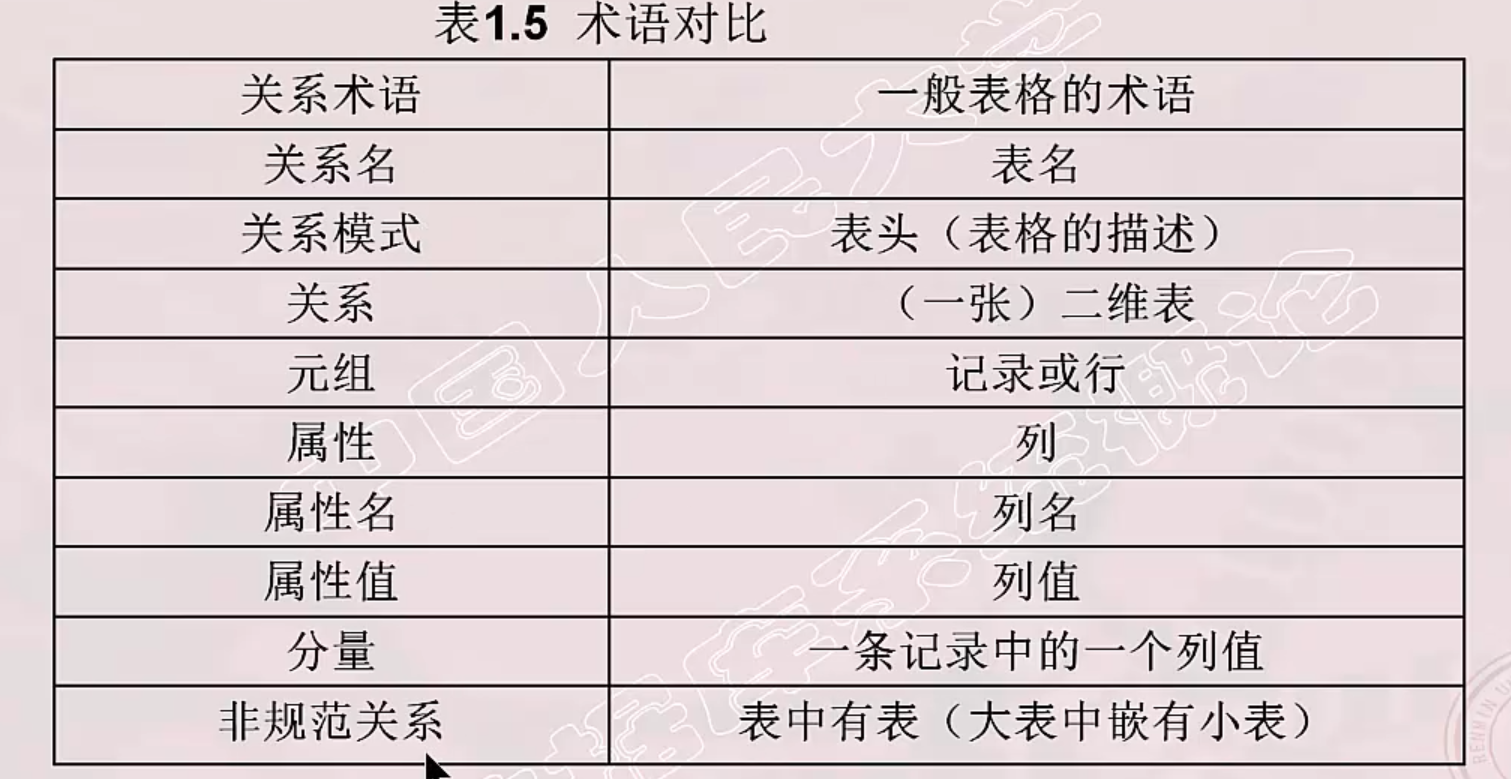 表1.5 术语对比
关系术语 一般表格的术语
关系名 表名
关系模式 表头（表格的描述）
关系 （一张）二维表
元组 记录或行
属性 列
属性名 列名
属性值 列值
分量 一条记录中的一个列值
非规范关系 表中有表（大表中嵌有小表）